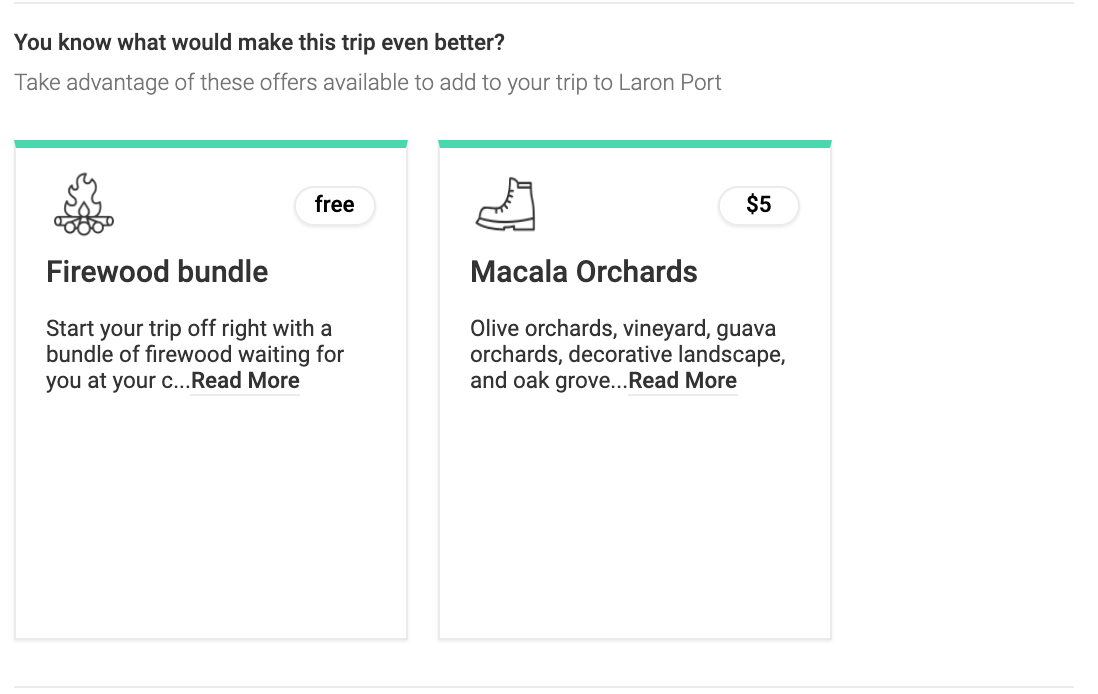 You know what would make this trip even better?
Take advantage of these offers available to add to your trip to Laron Port
free
Firewood bundle
Start your trip off right with a
bundle of firewood waiting for
you at your c...Read More
$5
Macala Orchards
Olive orchards, vineyard, guava
orchards, decorative landscape,
and oak grove...Read More